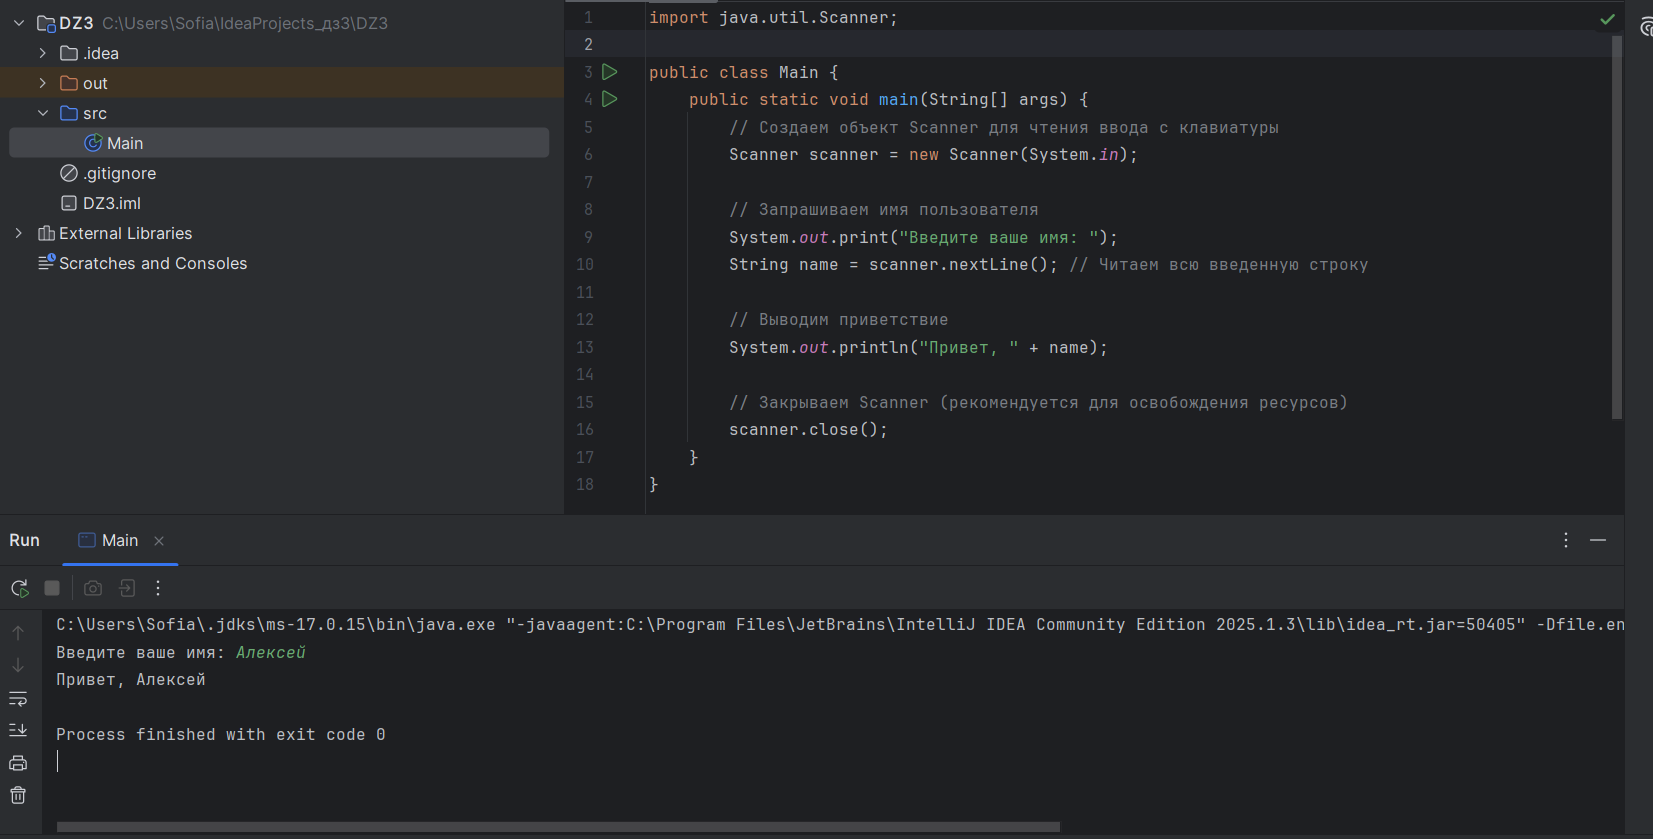 DZ3 C:\Users\Sofia\IdeaProjects_дз3\DZ3
.idea
out
src
Main
.gitignore
DZ3.iml
External Libraries
Scratches and Consoles
1 import java.util.Scanner;
2
3 public class Main {
4 public static void main(String[] args) {
5 // Создаем объект Scanner для чтения ввода с клавиатуры
6 Scanner scanner = new Scanner(System.in);
7
8 // Запрашиваем имя пользователя
9 System.out.print("Введите ваше имя: ");
10 String name = scanner.nextLine(); // Читаем всю введенную строку
11
12 // Выводим приветствие
13 System.out.println("Привет, " + name);
14
15 // Закрываем Scanner (рекомендуется для освобождения ресурсов)
16 scanner.close();
17 }
18 }
Run Main
C:\Users\Sofia\.jdks\ms-17.0.15\bin\java.exe "-javaagent:C:\Program Files\JetBrains\IntelliJ IDEA Community Edition 2025.1.3\lib\idea_rt.jar=50405" -Dfile.en
Введите ваше имя: Алексей
Привет, Алексей
Process finished with exit code 0